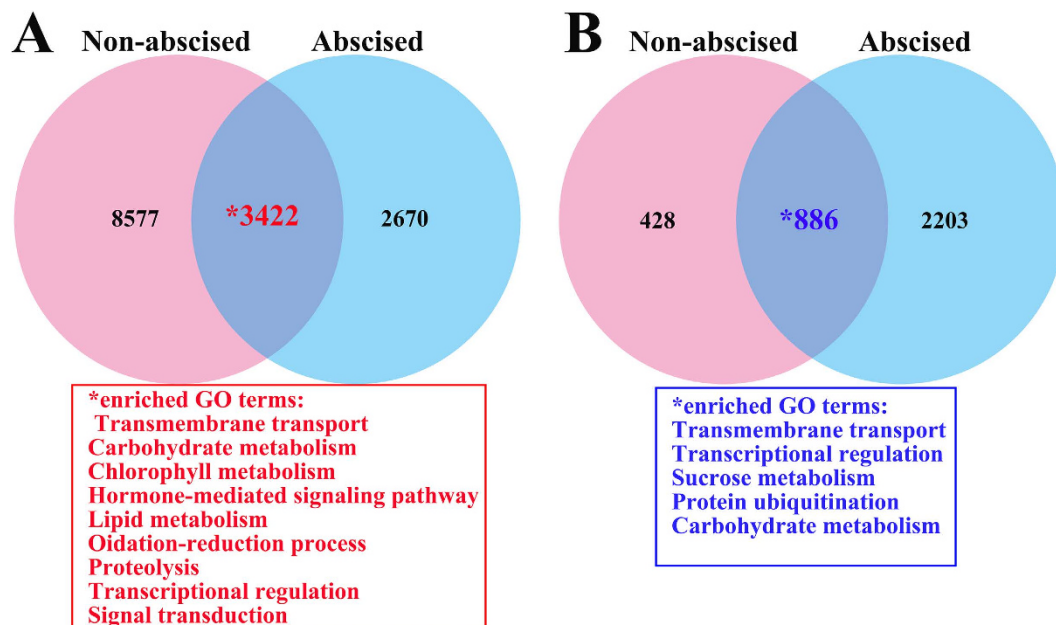 A
Non-abscised
Abscised
8577
*3422
2670
*enriched GO terms:
Transmembrane transport
Carbohydrate metabolism
Chlorophyll metabolism
Hormone-mediated signaling pathway
Lipid metabolism
Oidation-reduction process
Proteolysis
Transcriptional regulation
Signal transduction
B
Non-abscised
Abscised
428
*886
2203
*enriched GO terms:
Transmembrane transport
Transcriptional regulation
Sucrose metabolism
Protein ubiquitination
Carbohydrate metabolism